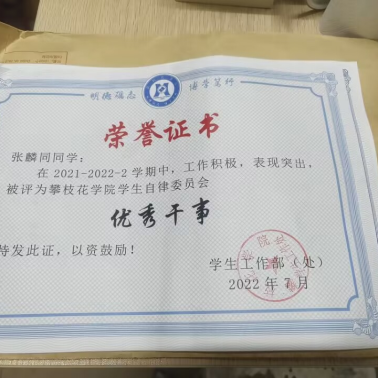 明德砺志 博学笃行
荣誉证书
张麟同同学：
在 2021-2022-2 学期中，工作积极，表现突出，
被评为攀枝花学院学生自律委员会
优秀干事
特发此证，以资鼓励！
学生工作部（处）
2022 年 7 月